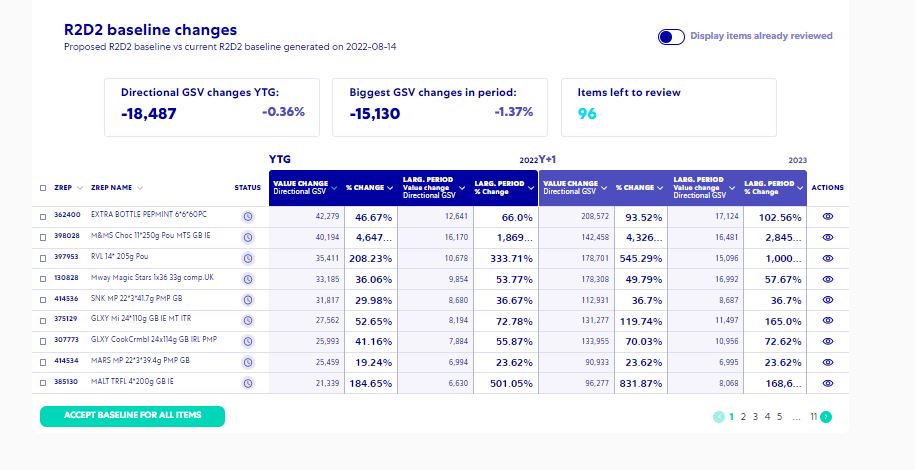 R2D2 baseline changes
Proposed R2D2 baseline vs current R2D2 baseline generated on 2022-08-14
Display items already reviewed
Directional GSV changes YTG:
-18,487 -0.36%
Biggest GSV changes in period:
-15,130 -1.37%
Items left to review
96
YTG 2022 Y+1 2023
ZREP ZREP NAME STATUS VALUE CHANGE Directional GSV % CHANGE LARG. PERIOD Value change Directional GSV LARG. PERIOD % Change VALUE CHANGE Directional GSV % CHANGE LARG. PERIOD Value change Directional GSV LARG. PERIOD % Change ACTIONS
362400 EXTRA BOTTLE PEPMINT 6*6*60PC 42,279 46.67% 12,641 66.0% 208,572 93.52% 17,124 102.56%
398028 M&MS Choc 11*250g Pou MTS GB IE 40,194 4,647... 16,170 1,869... 142,458 4,326... 16,481 2,845...
397953 RVL 14* 205g Pou 35,411 208.23% 10,678 333.71% 178,701 545.29% 15,096 1,000...
130828 Mway Magic Stars 1x36 33g comp.UK 33,185 36.06% 9,854 53.77% 178,308 49.79% 16,992 57.67%
414536 SNK MP 22*3*41.7g PMP GB 31,817 29.98% 8,680 36.67% 112,931 36.7% 8,687 36.7%
375129 GLXY Mi 24*110g GB IE MT ITR 27,562 52.65% 8,194 72.78% 131,277 119.74% 11,497 165.0%
307773 GLXY CookCrmbl 24x114g GB IRL PMP 25,993 41.16% 7,884 55.87% 133,955 70.03% 10,956 72.62%
414534 MARS MP 22*3*39.4g PMP GB 25,459 19.24% 6,994 23.62% 90,933 23.62% 6,995 23.62%
385130 MALT TRFL 4*200g GB IE 21,339 184.65% 6,630 501.05% 96,277 831.87% 8,068 168,6...
ACCEPT BASELINE FOR ALL ITEMS
1 2 3 4 5 ... 11